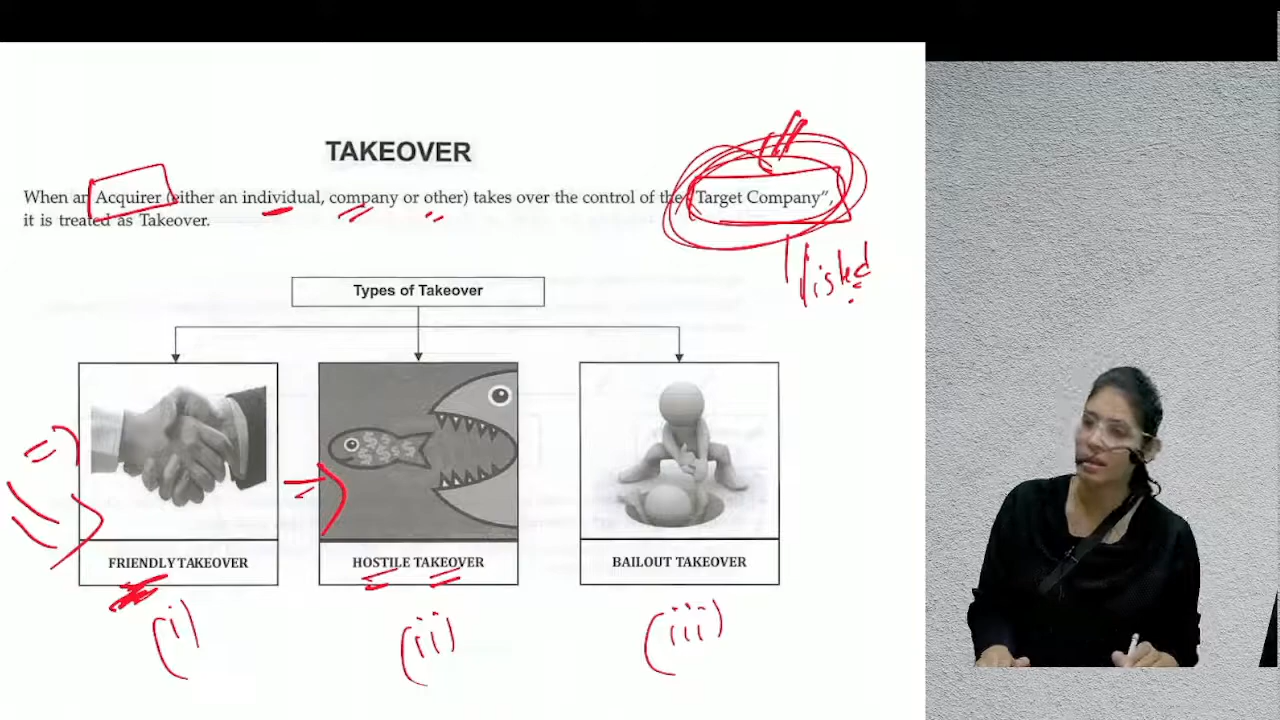 TAKEOVER
When an Acquirer (either an individual, company or other) takes over the control of the "Target Company",
it is treated as Takeover.
listed
Types of Takeover
FRIENDLY TAKEOVER
HOSTILE TAKEOVER
BAILOUT TAKEOVER
(i)
(ii)
(iii)